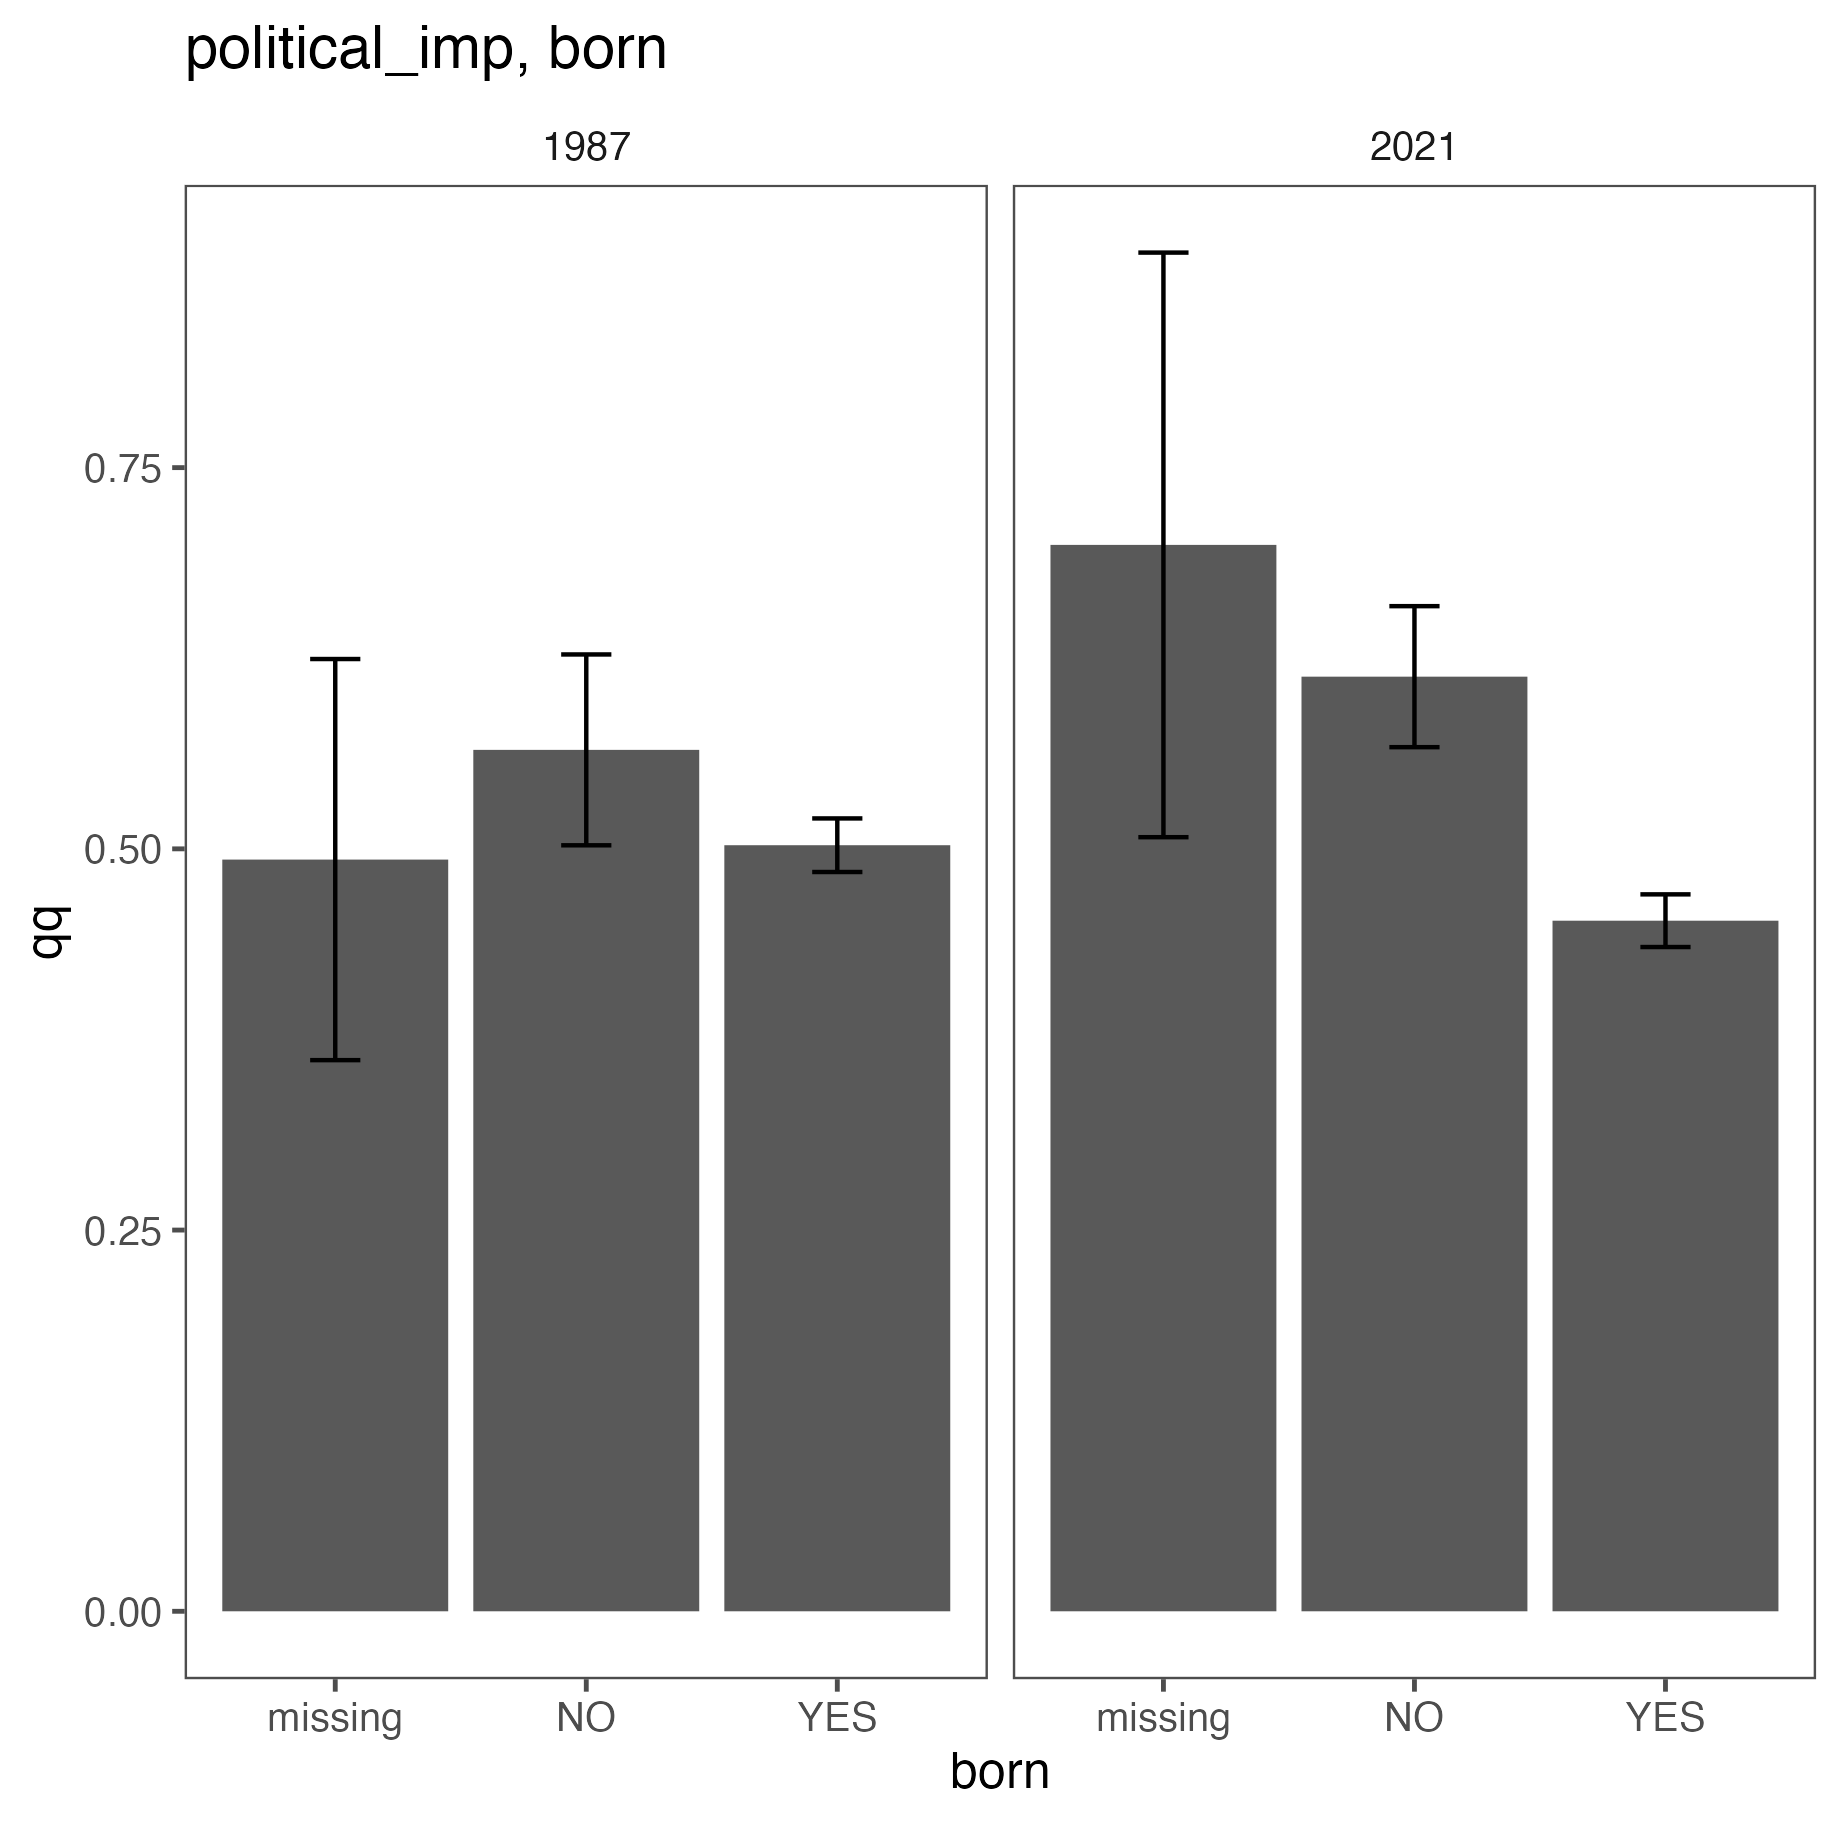 political_imp, born
1987 2021
0.75
0.50
0.25
0.00
qq
missing NO YES missing NO YES
born